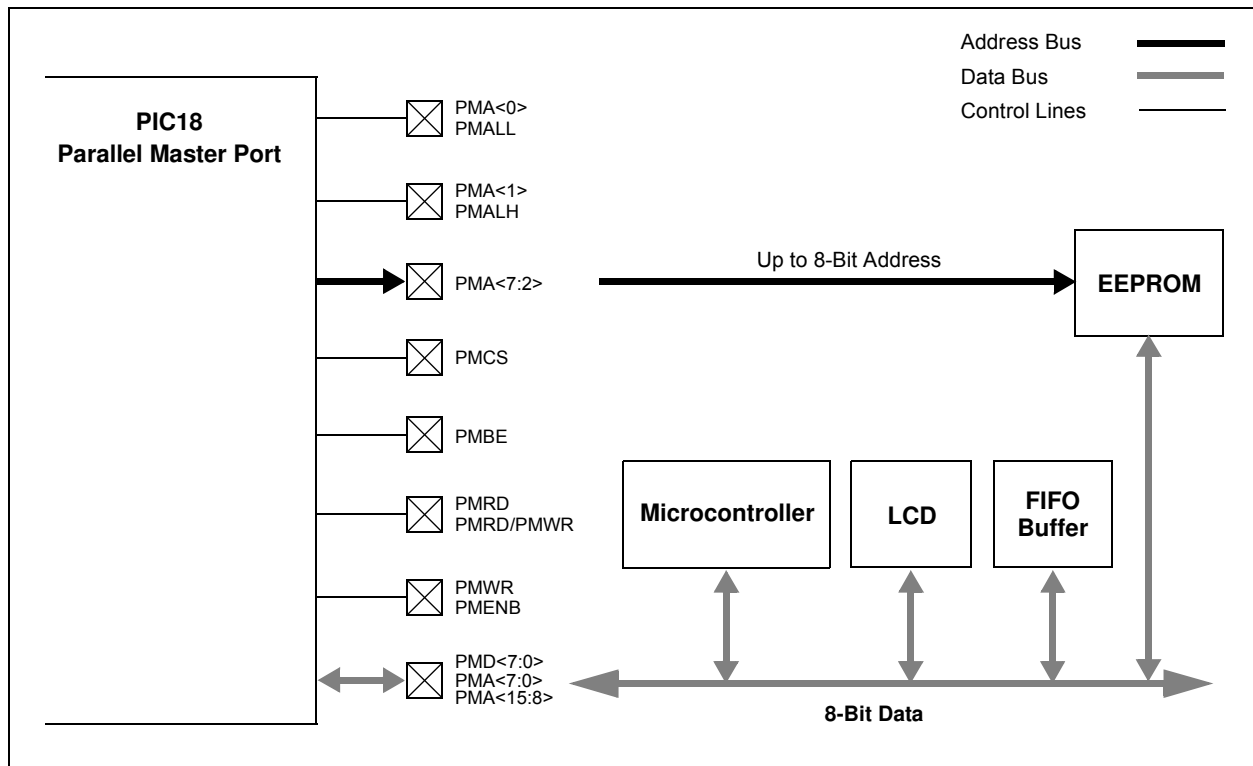 Address Bus
Data Bus
Control Lines
PIC18
Parallel Master Port
PMA<0>
PMALL
PMA<1>
PMALH
PMA<7:2>
Up to 8-Bit Address
EEPROM
PMCS
PMBE
PMRD
PMRD/PMWR
Microcontroller
LCD
FIFO
Buffer
PMWR
PMENB
PMD<7:0>
PMA<7:0>
PMA<15:8>
8-Bit Data